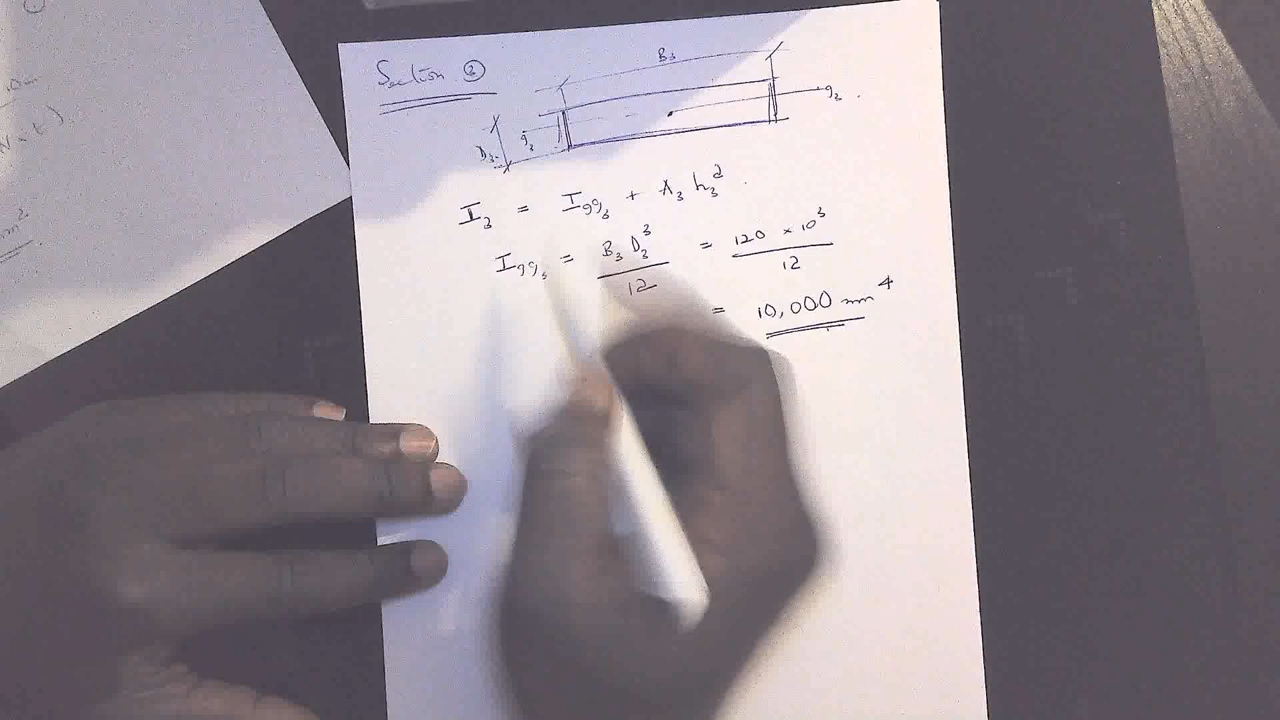 Section ③
B₃
g₃
D₃
g₃
I₃ = Igg₃ + A₃ h₃² .
Igg₃ = B₃ D₃³ / 12 = 120 × 10³ / 12
= 10,000 mm⁴